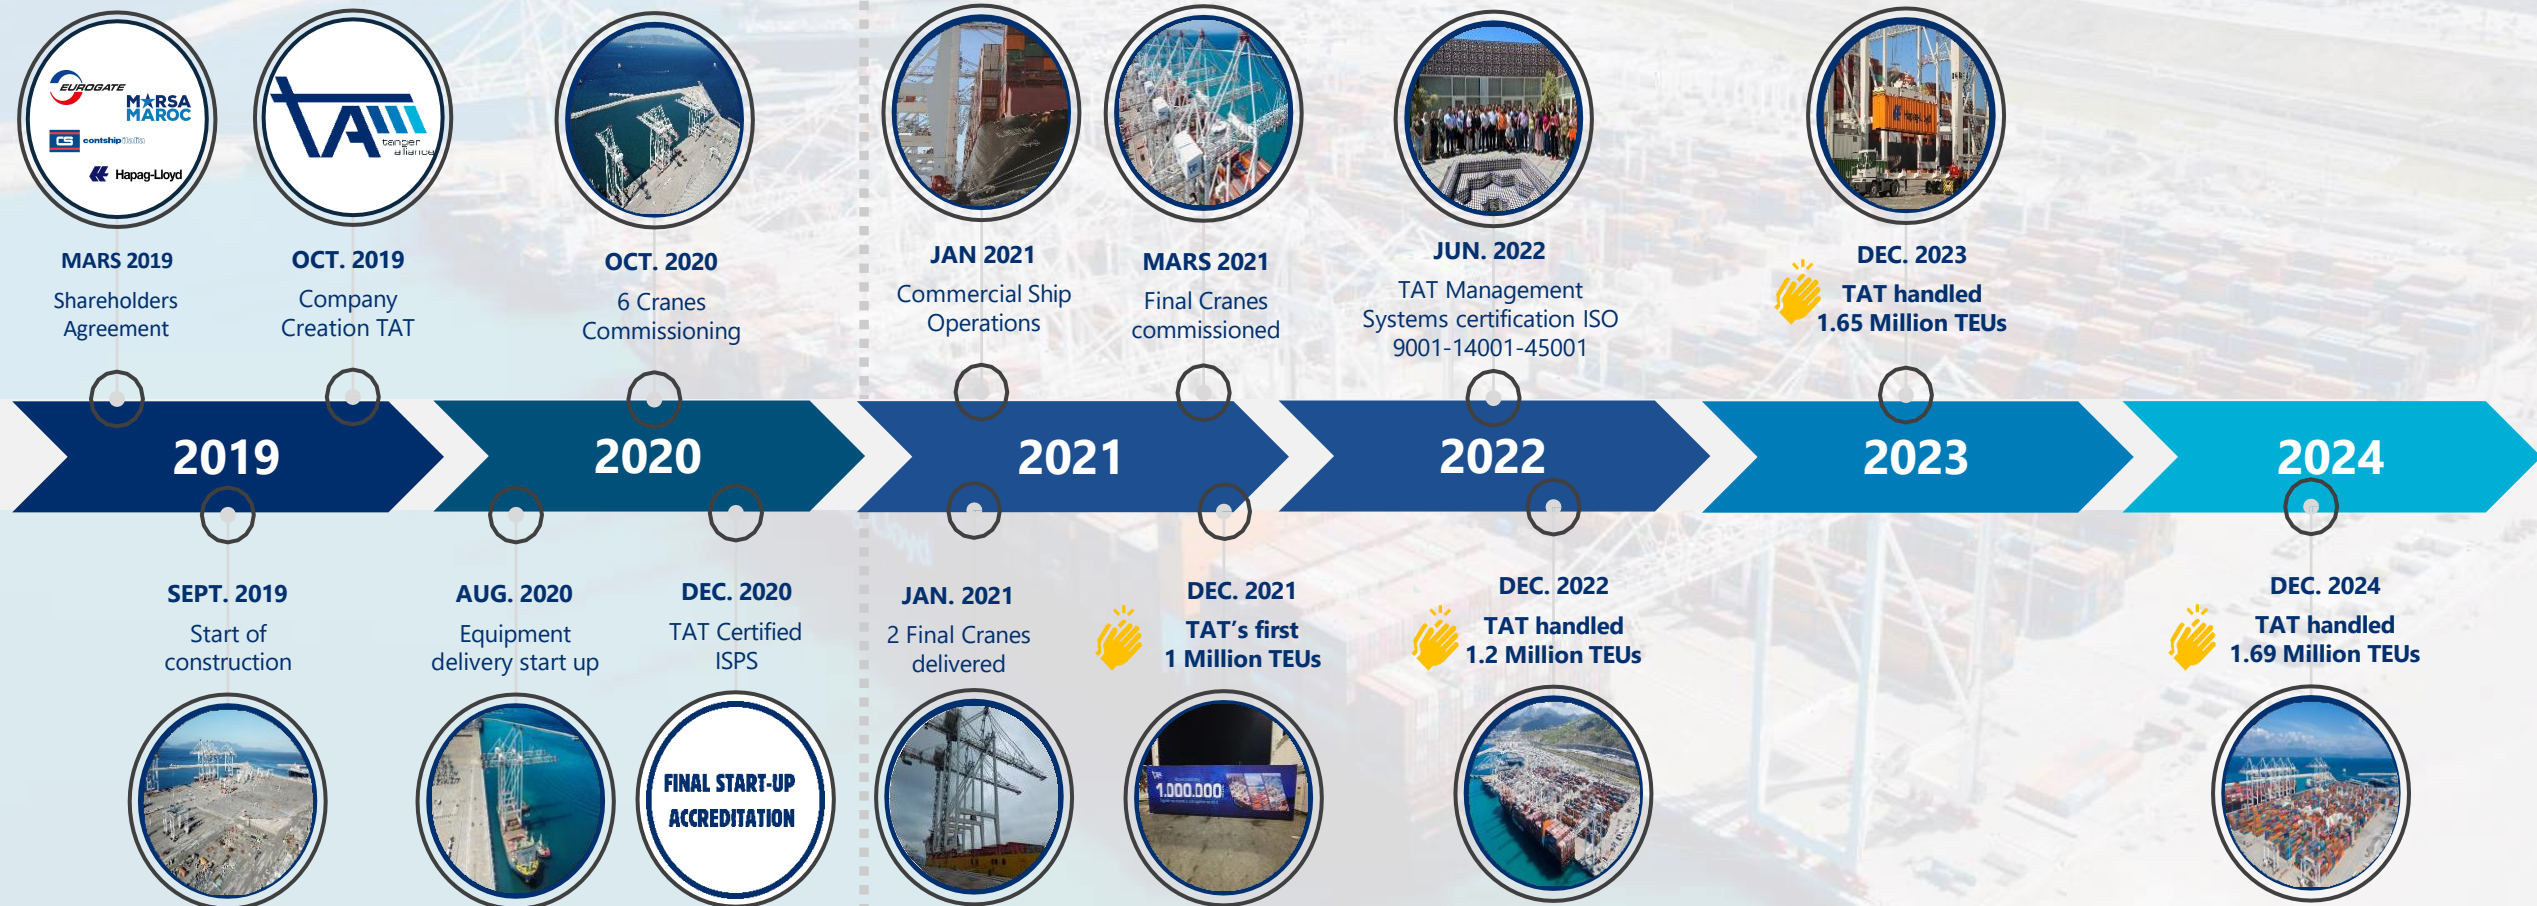 EUROGATE
MARSA
MAROC
CS contshipitalia
Hapag-Lloyd
MARS 2019
Shareholders
Agreement
TAT
tanger
alliance
OCT. 2019
Company
Creation TAT
OCT. 2020
6 Cranes
Commissioning
JAN 2021
Commercial Ship
Operations
MARS 2021
Final Cranes
commissioned
JUN. 2022
TAT Management
Systems certification ISO
9001-14001-45001
DEC. 2023
TAT handled
1.65 Million TEUs
2019
2020
2021
2022
2023
2024
SEPT. 2019
Start of
construction
AUG. 2020
Equipment
delivery start up
DEC. 2020
TAT Certified
ISPS
FINAL START-UP
ACCREDITATION
JAN. 2021
2 Final Cranes
delivered
DEC. 2021
TAT’s first
1 Million TEUs
1.000.000
DEC. 2022
TAT handled
1.2 Million TEUs
DEC. 2024
TAT handled
1.69 Million TEUs